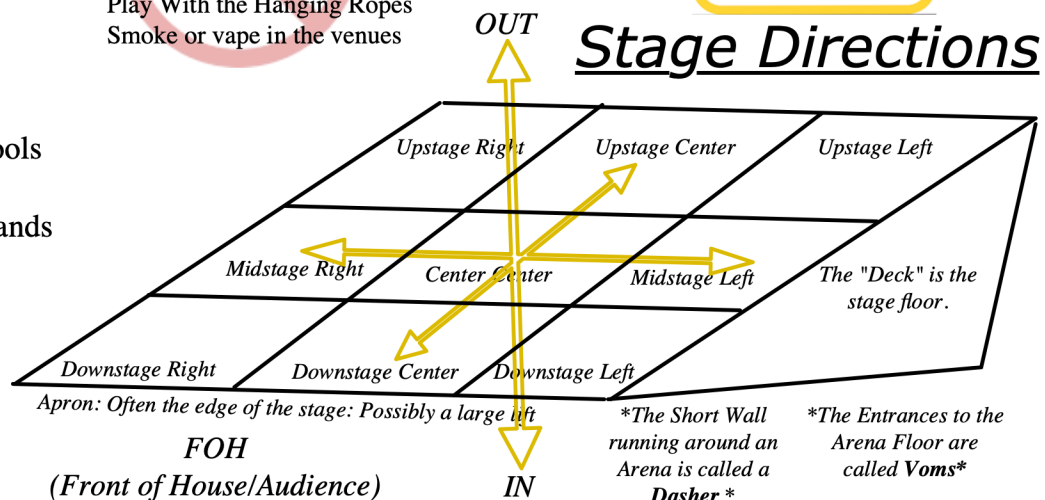 Play With the Hanging Ropes
Smoke or vape in the venues
OUT
Stage Directions
ools
ands
Upstage Right
Upstage Center
Upstage Left
Midstage Right
Center Center
Midstage Left
The "Deck" is the
stage floor.
Downstage Right
Downstage Center
Downstage Left
Apron: Often the edge of the stage: Possibly a large lift
FOH
(Front of House/Audience)
IN
*The Short Wall
running around an
Arena is called a
Dasher.*
*The Entrances to the
Arena Floor are
called Voms*